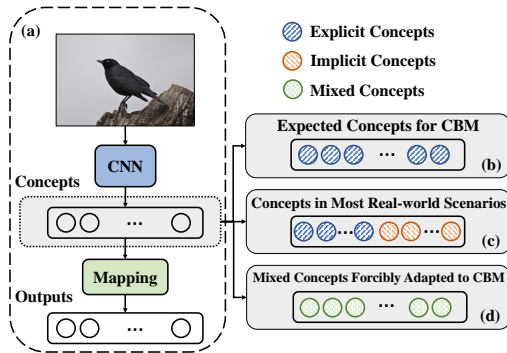 (a)
CNN
Concepts
...
Mapping
Outputs
...
Explicit Concepts
Implicit Concepts
Mixed Concepts
Expected Concepts for CBM
...
(b)
Concepts in Most Real-world Scenarios
... ...
(c)
Mixed Concepts Forcibly Adapted to CBM
...
(d)